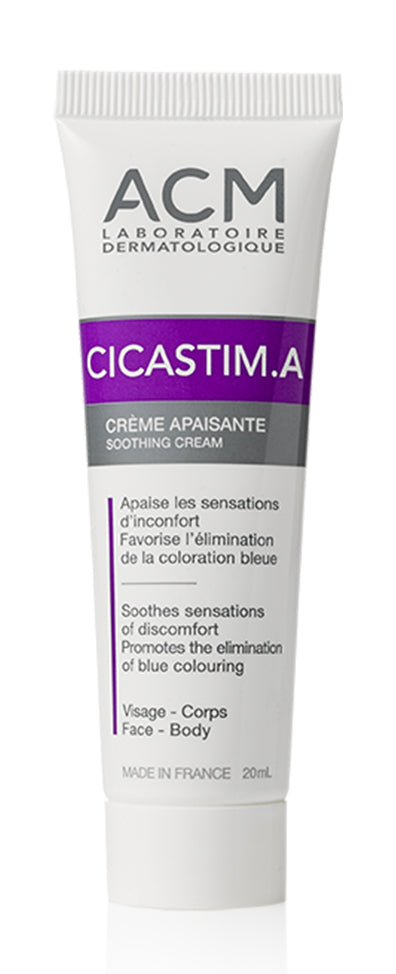 ACM
LABORATOIRE
DERMATOLOGIQUE
CICASTIM.A
CRÈME APAISANTE
SOOTHING CREAM
Apaise les sensations
d'inconfort
Favorise l'élimination
de la coloration bleue
Soothes sensations
of discomfort
Promotes the elimination
of blue colouring
Visage - Corps
Face - Body
MADE IN FRANCE 20mL